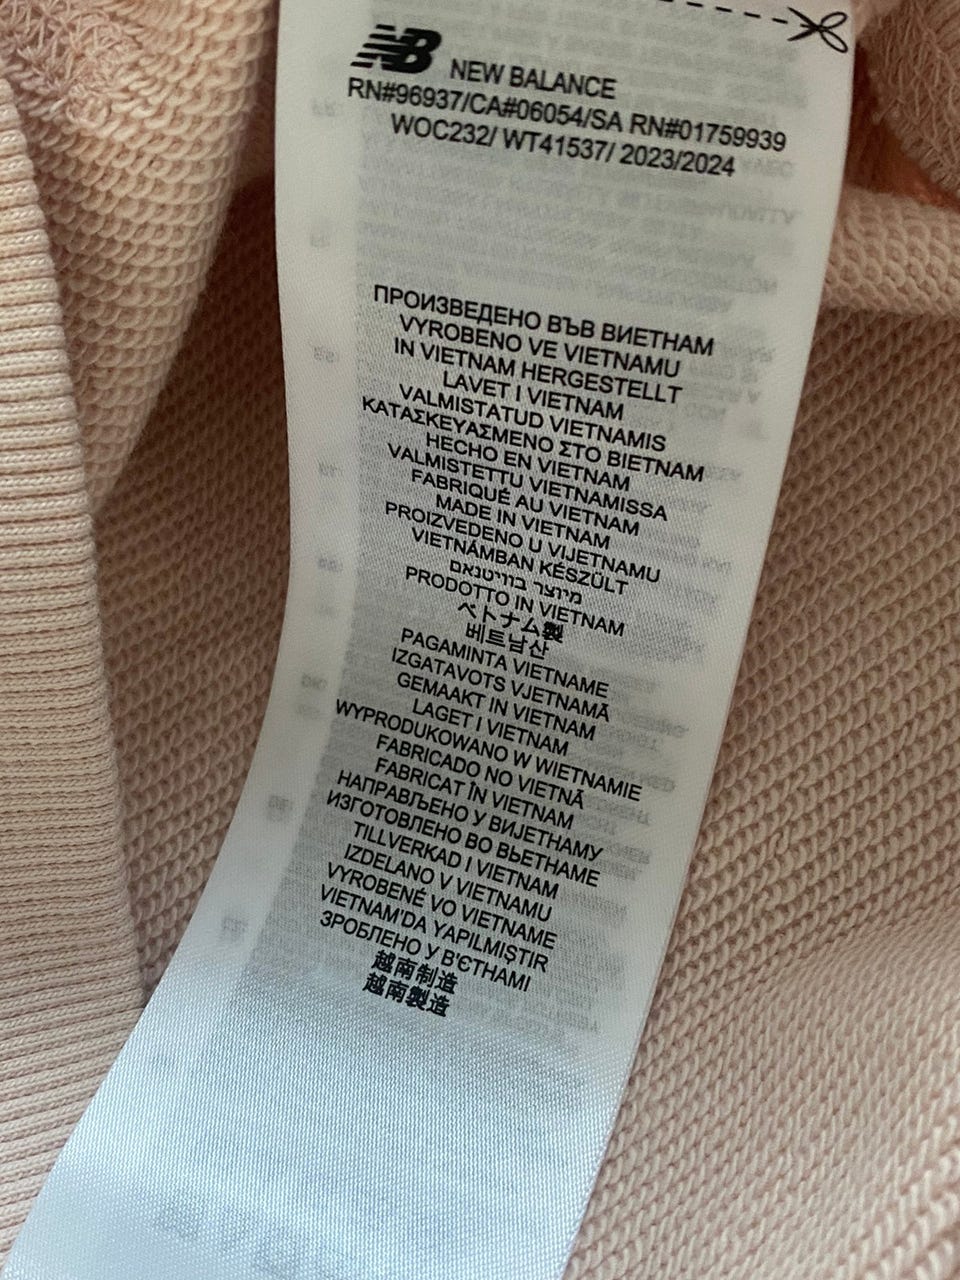 NB NEW BALANCE
RN#96937/CA#06054/SA RN#01759939
WOC232/ WT41537/ 2023/2024
ПРОИЗВЕДЕНО ВЪВ ВИЕТНАМ
VYROBENO VE VIETNAMU
IN VIETNAM HERGESTELLT
LAVET I VIETNAM
VALMISTATUD VIETNAMIS
ΚΑΤΑΣΚΕΥΑΣΜΕΝΟ ΣΤΟ ΒΙΕΤΝΑΜ
HECHO EN VIETNAM
VALMISTETTU VIETNAMISSA
FABRIQUÉ AU VIETNAM
MADE IN VIETNAM
PROIZVEDENO U VIJETNAMU
VIETNÁMBAN KÉSZÜLT
מיוצר בווייטנאם
PRODOTTO IN VIETNAM
ベトナム製
베트남산
PAGAMINTA VIETNAME
IZGATAVOTS VJETNAMĀ
GEMAAKT IN VIETNAM
LAGET I VIETNAM
WYPRODUKOWANO W WIETNAMIE
FABRICADO NO VIETNÃ
FABRICAT ÎN VIETNAM
НАПРАВЉЕНО У ВИЈЕТНАМУ
ИЗГОТОВЛЕНО ВО ВЬЕТНАМЕ
TILLVERKAD I VIETNAM
IZDELANO V VIETNAMU
VYROBENÉ VO VIETNAME
VIETNAM'DA YAPILMIŞTIR
ЗРОБЛЕНО У В'ЄТНАМІ
越南制造
越南製造